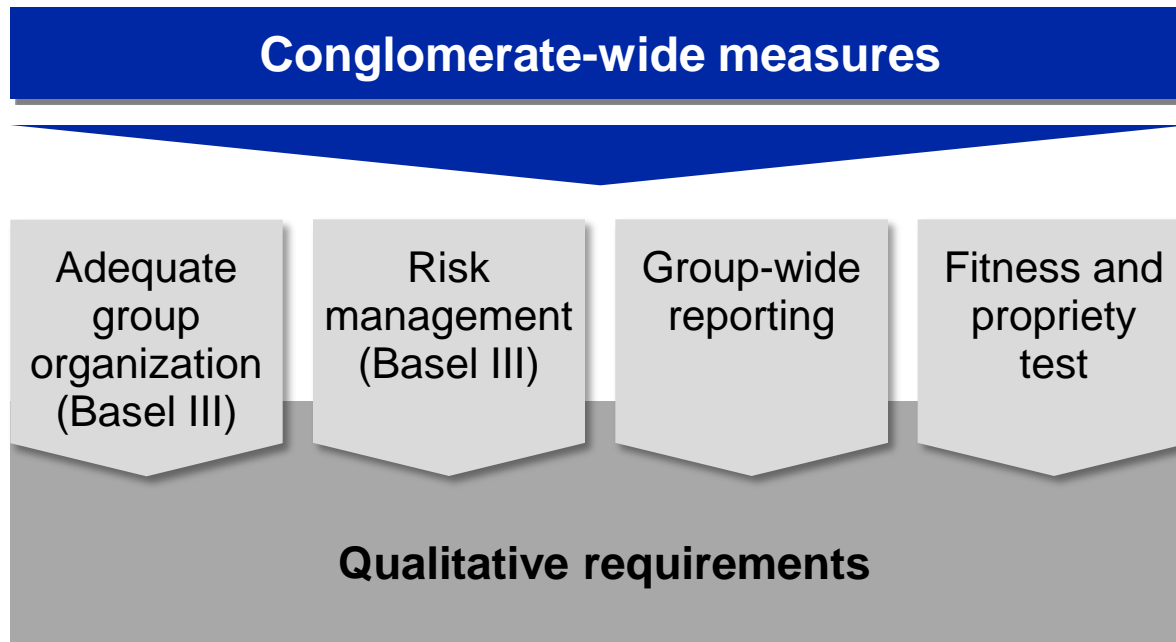 Conglomerate-wide measures
Adequate
group
organization
(Basel III)
Risk
management
(Basel III)
Group-wide
reporting
Fitness and
propriety
test
Qualitative requirements